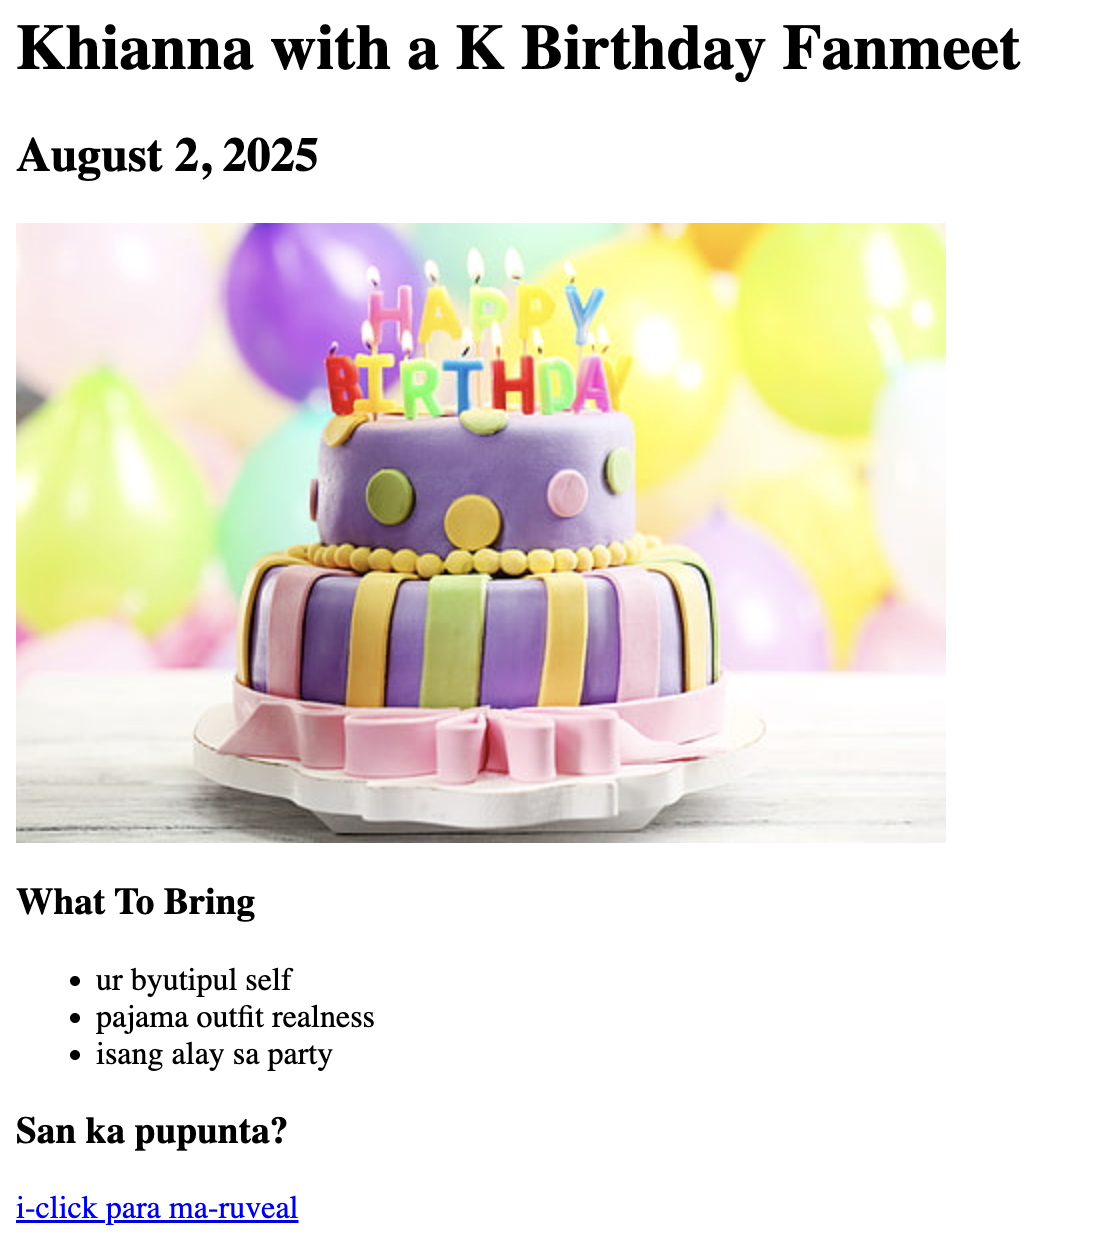 Khianna with a K Birthday Fanmeet
August 2, 2025
HAPPY
BIRTHDAY
What To Bring
ur byutipul self
pajama outfit realness
isang alay sa party
San ka pupunta?
i-click para ma-ruveal